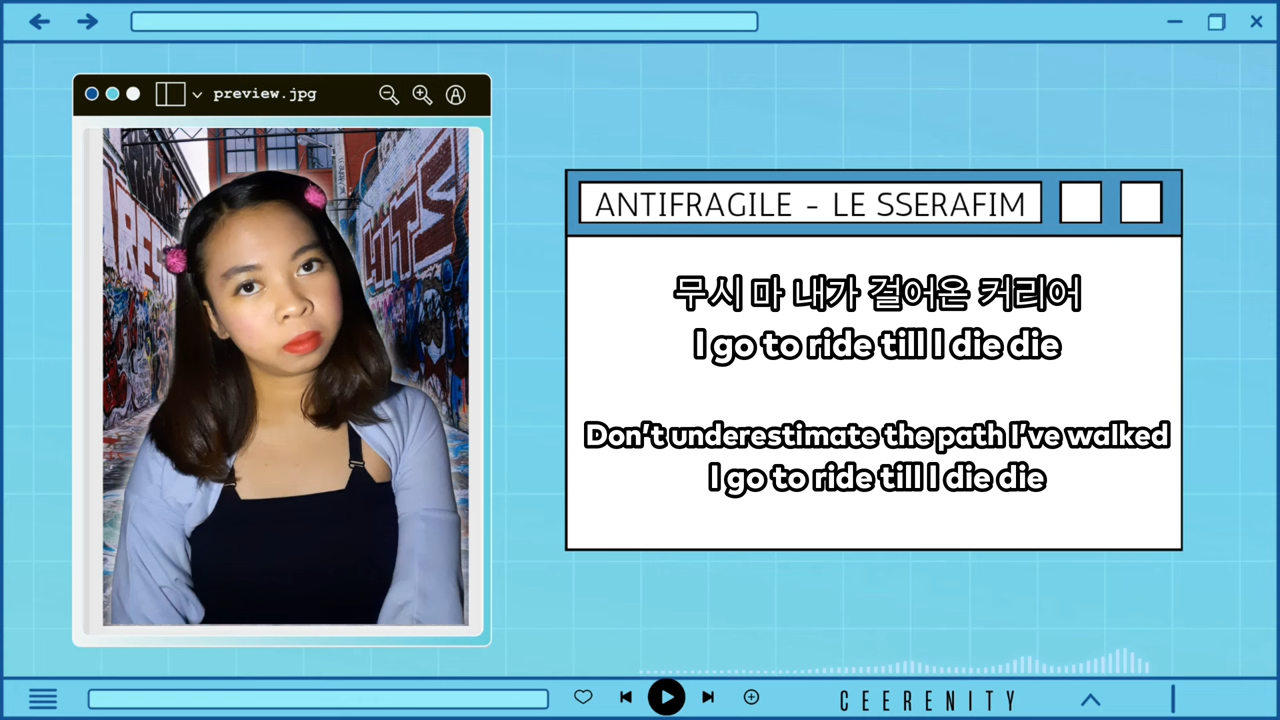 preview.jpg
ANTIFRAGILE - LE SSERAFIM
무시 마 내가 걸어온 커리어
I go to ride till I die die
Don't underestimate the path I've walked
I go to ride till I die die
CEERENITY